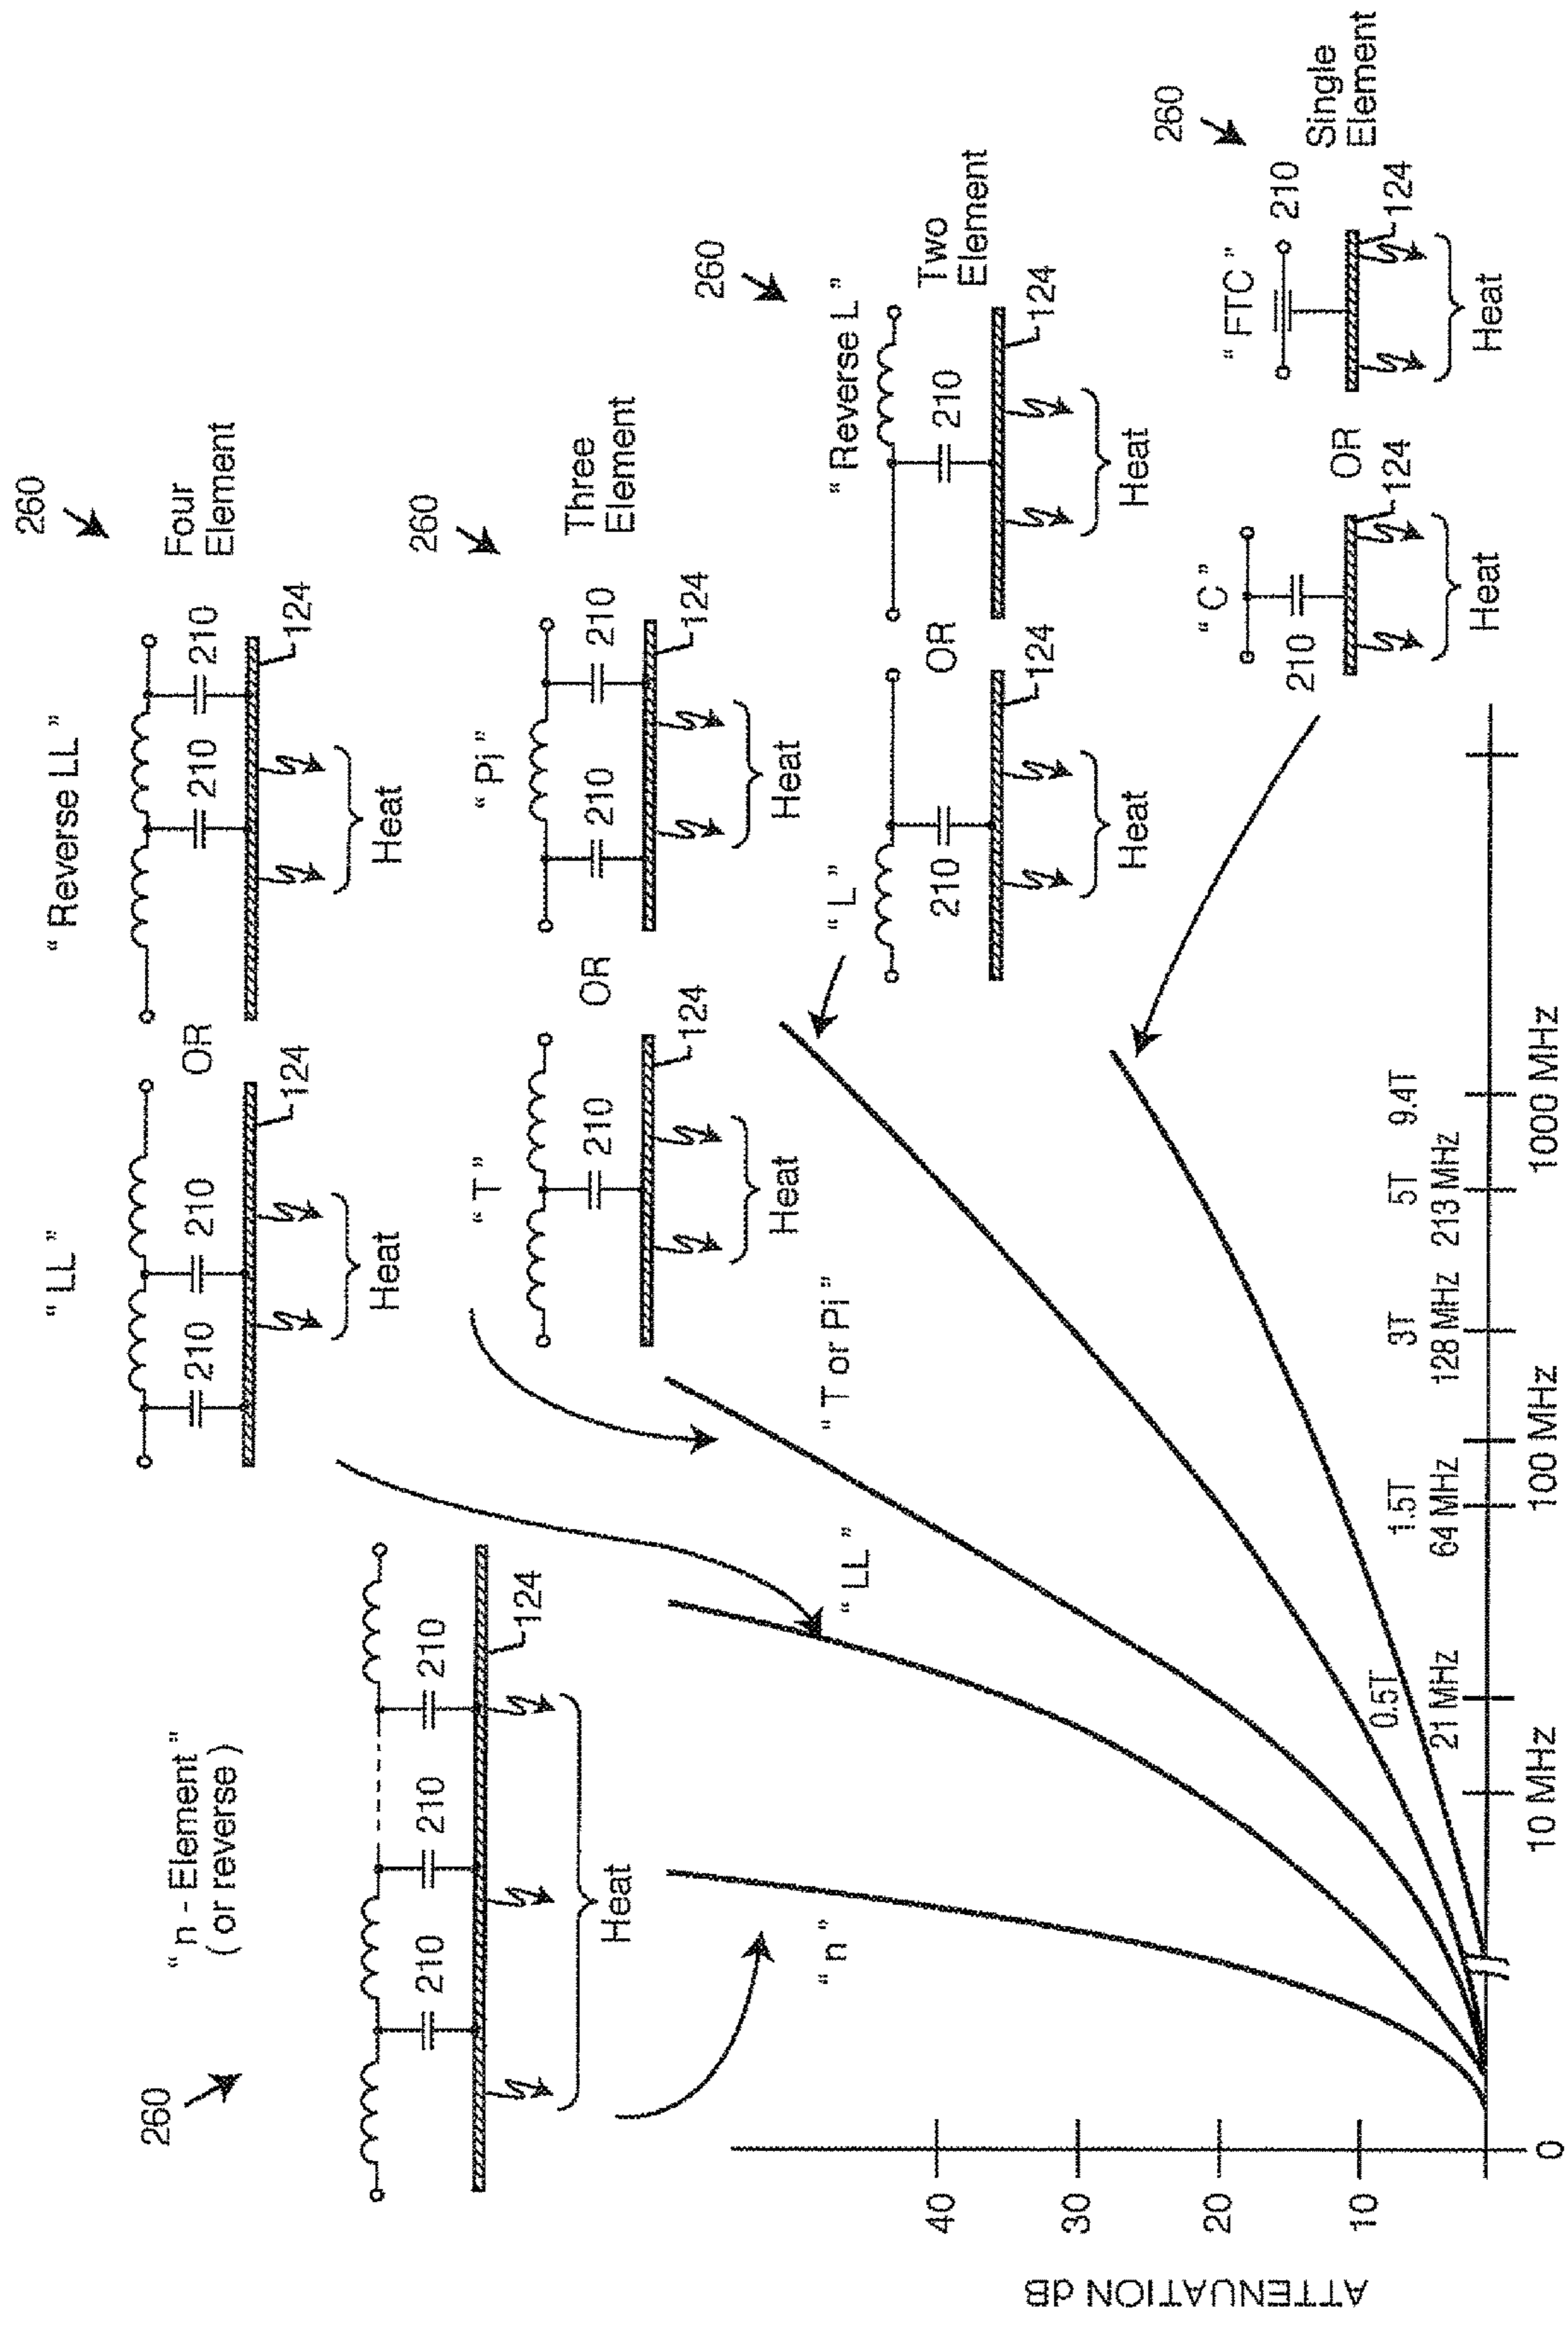 260
“ n - Element ”
( or reverse )
210
210
210
124
Heat
“ LL ”
210
210
124
Heat
OR
“ Reverse LL ”
210
210
124
Heat
260
Four
Element
“ T ”
210
124
Heat
OR
“ Pi ”
210
210
124
Heat
260
Three
Element
“ L ”
210
124
Heat
OR
“ Reverse L ”
210
124
Heat
260
Two
Element
“ C ”
210
124
Heat
OR
“ FTC ”
210
124
Heat
260
Single
Element
“ n ”
“ LL ”
“ T or Pi ”
ATTENUATION dB
40
30
20
10
0.5T
1.5T
3T
5T
9.4T
21 MHz
64 MHz
128 MHz
213 MHz
0
10 MHz
100 MHz
1000 MHz